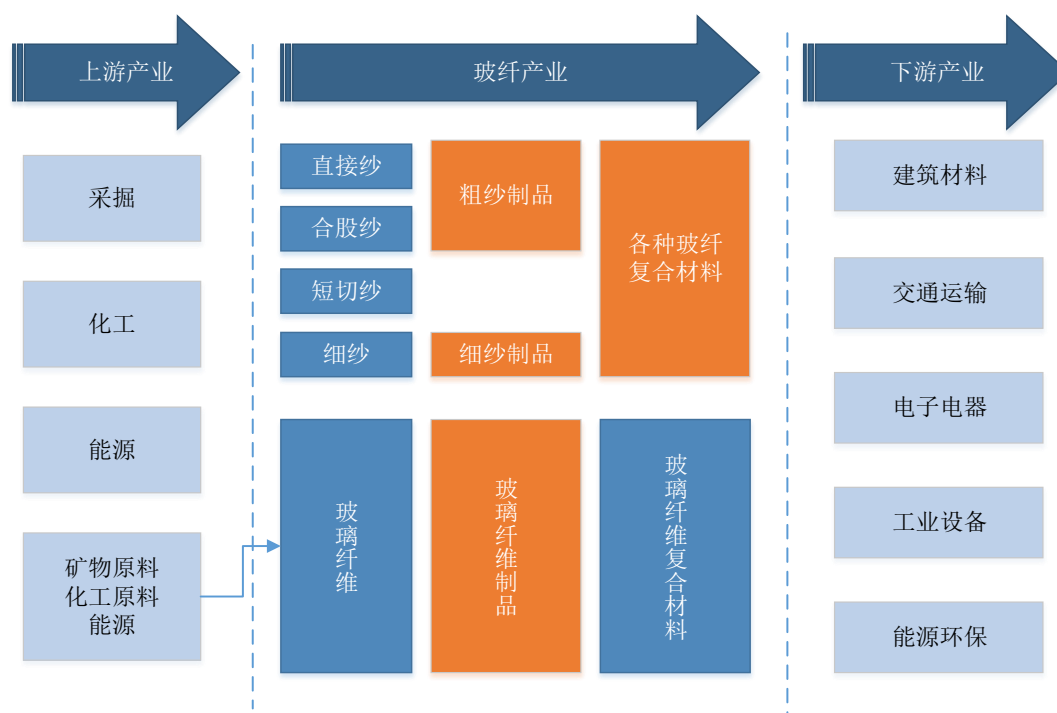 上游产业
玻纤产业
下游产业
采掘
化工
能源
矿物原料
化工原料
能源
直接纱
合股纱
短切纱
细纱
粗纱制品
细纱制品
各种玻纤
复合材料
玻璃纤维
玻璃纤维制品
玻璃纤维复合材料
建筑材料
交通运输
电子电器
工业设备
能源环保